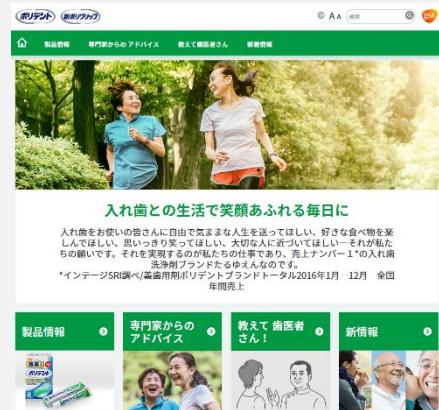 ポリデント 新ポリグリップ
A A 検索 gsk
製品情報 専門家からのアドバイス 教えて歯医者さん 新着情報
入れ歯との生活で笑顔あふれる毎日に
入れ歯をお使いの皆さんに自由で気ままな人生を送ってほしい、好きな食べ物を楽
しんでほしい、思いっきり笑ってほしい、大切な人に近づいてほしい—それが私た
ちの願いです。それを実現するのが私たちの仕事であり、売上ナンバー1*の入れ歯
洗浄剤ブランドたるゆえんなのです。
*インテージSRI調べ/義歯用剤ポリデントブランドトータル2016年1月–12月 全国
年間売上
製品情報
専門家からの
アドバイス
教えて 歯医者
さん！
新情報
ポリデント